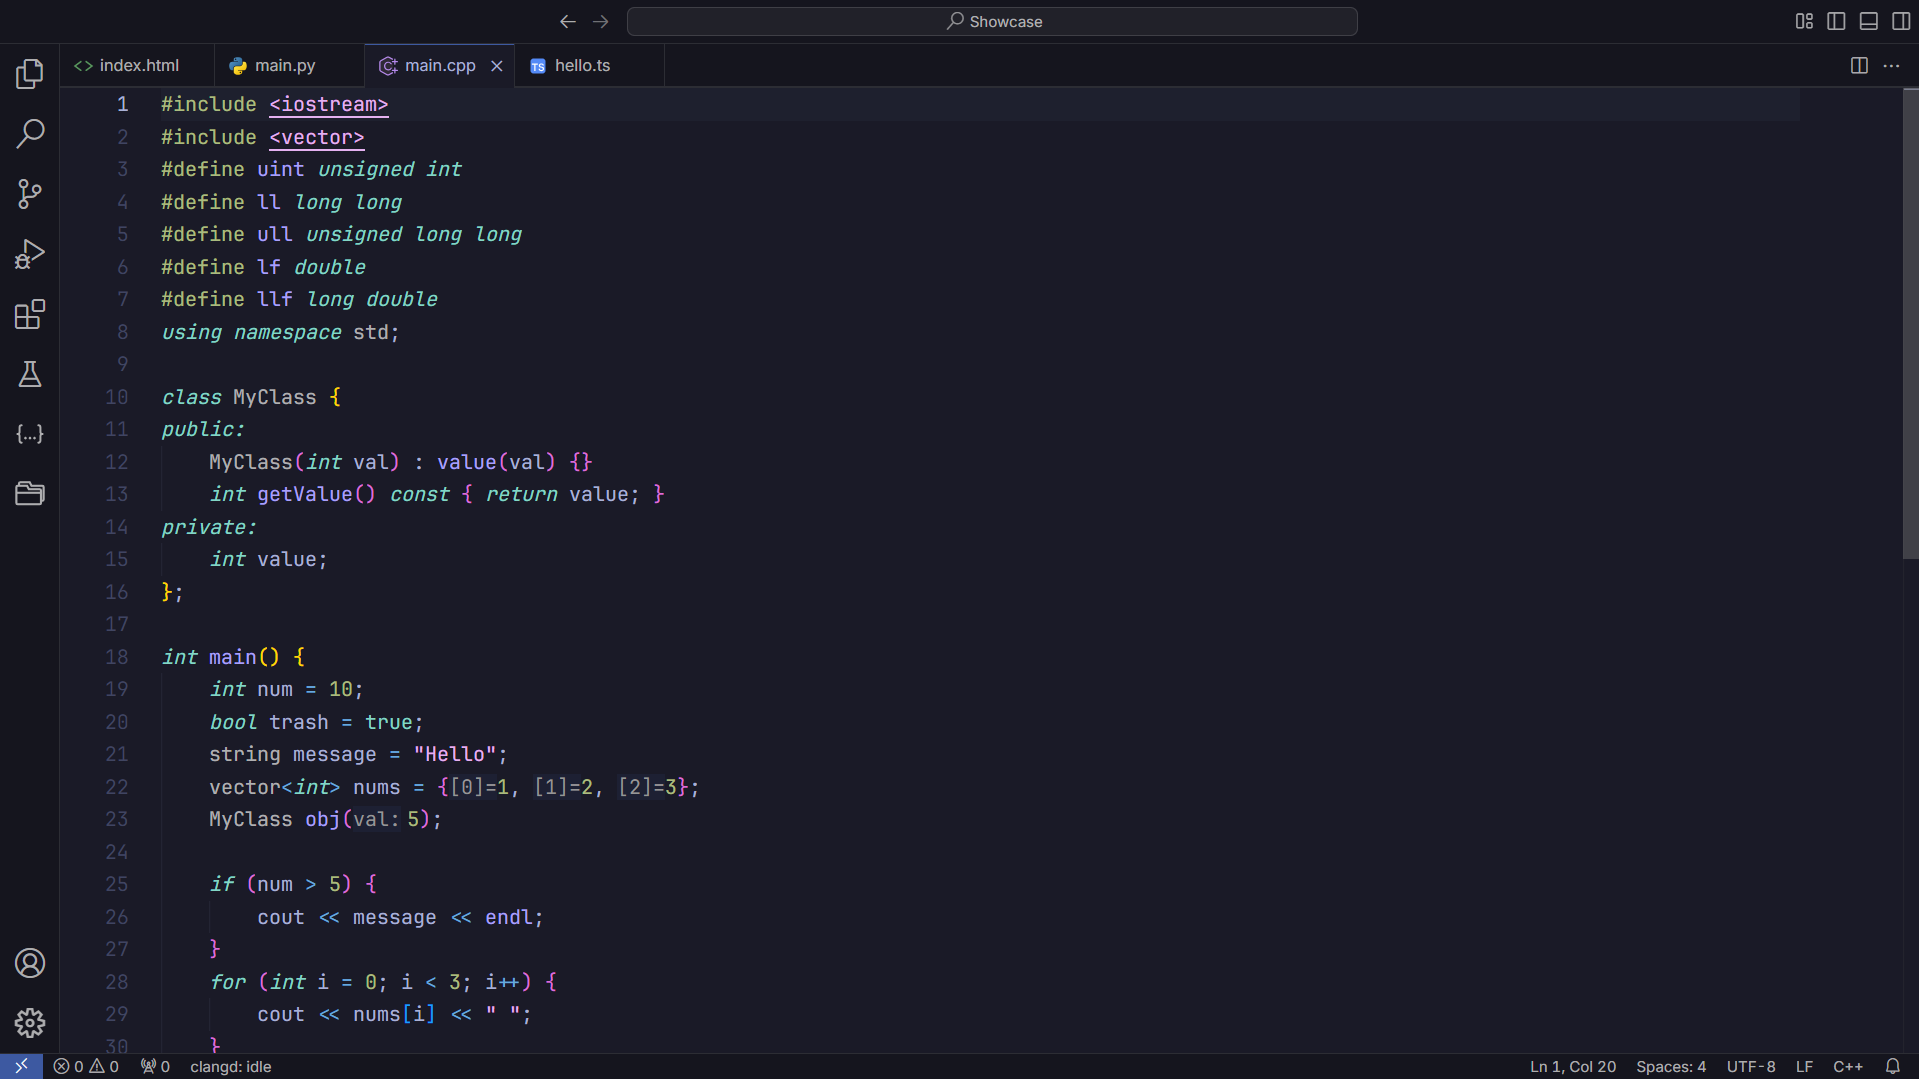 Showcase
index.html
main.py
main.cpp
TS hello.ts
1 #include <iostream>
2 #include <vector>
3 #define uint unsigned int
4 #define ll long long
5 #define ull unsigned long long
6 #define lf double
7 #define llf long double
8 using namespace std;
9
10 class MyClass {
11 public:
12     MyClass(int val) : value(val) {}
13     int getValue() const { return value; }
14 private:
15     int value;
16 };
17
18 int main() {
19     int num = 10;
20     bool trash = true;
21     string message = "Hello";
22     vector<int> nums = {[0]=1, [1]=2, [2]=3};
23     MyClass obj(val: 5);
24
25     if (num > 5) {
26         cout << message << endl;
27     }
28     for (int i = 0; i < 3; i++) {
29         cout << nums[i] << " ";
30     }
0 0 0 clangd: idle Ln 1, Col 20 Spaces: 4 UTF-8 LF C++